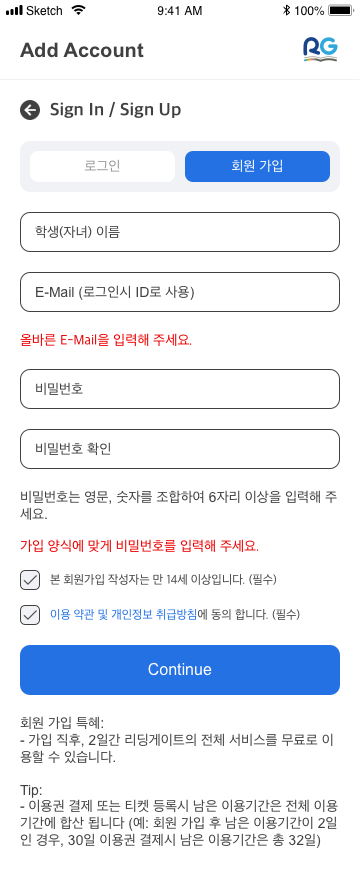 Sketch 9:41 AM 100%
Add Account RG
Sign In / Sign Up
로그인 회원 가입
학생(자녀) 이름
E-Mail (로그인시 ID로 사용)
올바른 E-Mail을 입력해 주세요.
비밀번호
비밀번호 확인
비밀번호는 영문, 숫자를 조합하여 6자리 이상을 입력해 주
세요.
가입 양식에 맞게 비밀번호를 입력해 주세요.
본 회원가입 작성자는 만 14세 이상입니다. (필수)
이용 약관 및 개인정보 취급방침에 동의 합니다. (필수)
Continue
회원 가입 특혜:
- 가입 직후, 2일간 리딩게이트의 전체 서비스를 무료로 이
용할 수 있습니다.
Tip:
- 이용권 결제 또는 티켓 등록시 남은 이용기간은 전체 이용
기간에 합산 됩니다 (예: 회원 가입 후 남은 이용기간이 2일
인 경우, 30일 이용권 결제시 남은 이용기간은 총 32일)